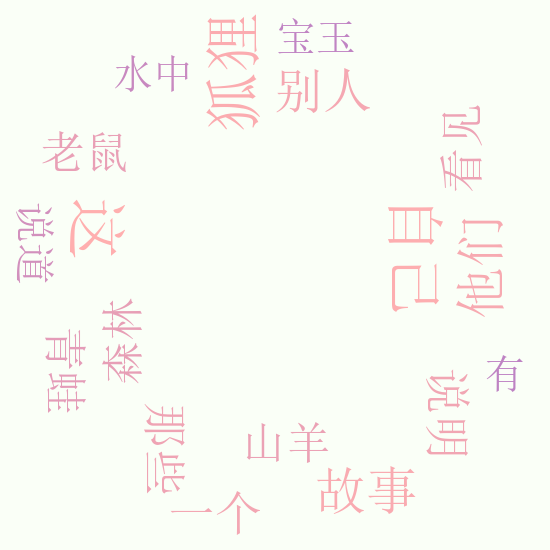 狐狸
宝玉
水中
别人
看见
老鼠
这
说道
自己
他们
森林
青蛙
有
说明
那些
山羊
故事
一个